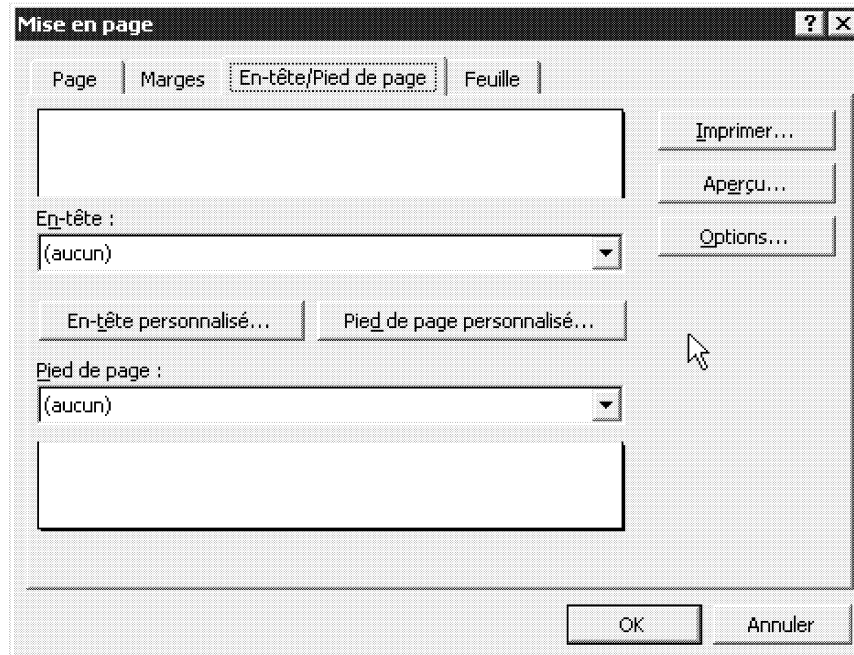 Mise en page
Page Marges En-tête/Pied de page Feuille
Imprimer...
Aperçu...
Options...
En-tête :
(aucun)
En-tête personnalisé... Pied de page personnalisé...
Pied de page :
(aucun)
OK Annuler